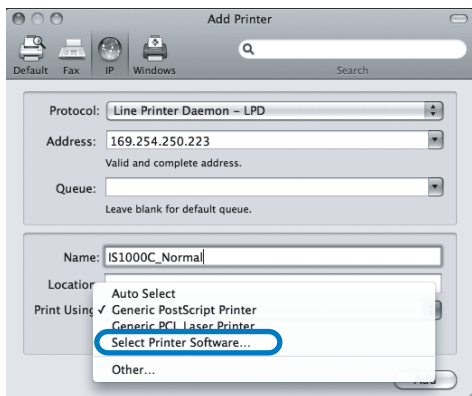 Add Printer
Default Fax IP Windows Search
Protocol: Line Printer Daemon – LPD
Address: 169.254.250.223
Valid and complete address.
Queue:
Leave blank for default queue.
Name: IS1000C_Normal
Location
Auto Select
Print Using ✓ Generic PostScript Printer
Generic PCL Laser Printer
Select Printer Software...
Other...
Add